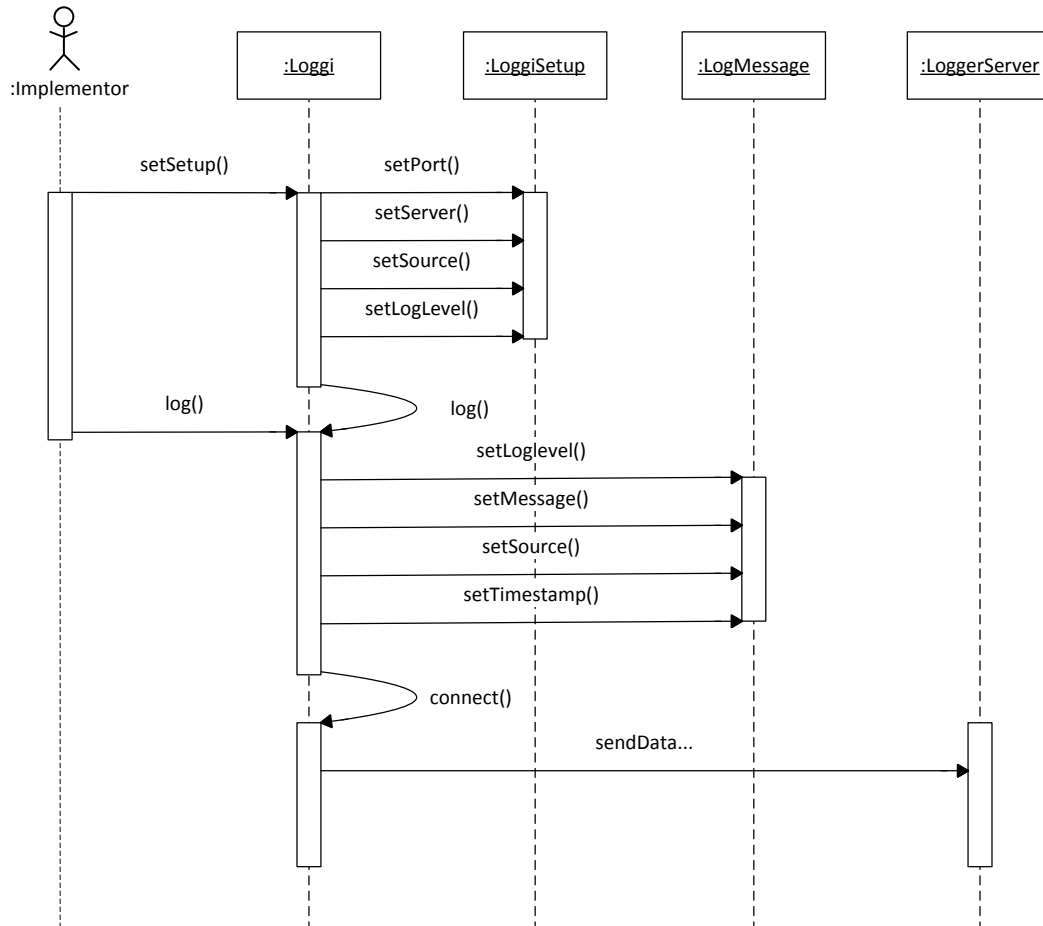 :Implementor
:Loggi
:LoggiSetup
:LogMessage
:LoggerServer
setSetup()
setPort()
setServer()
setSource()
setLogLevel()
log()
log()
setLoglevel()
setMessage()
setSource()
setTimestamp()
connect()
sendData...